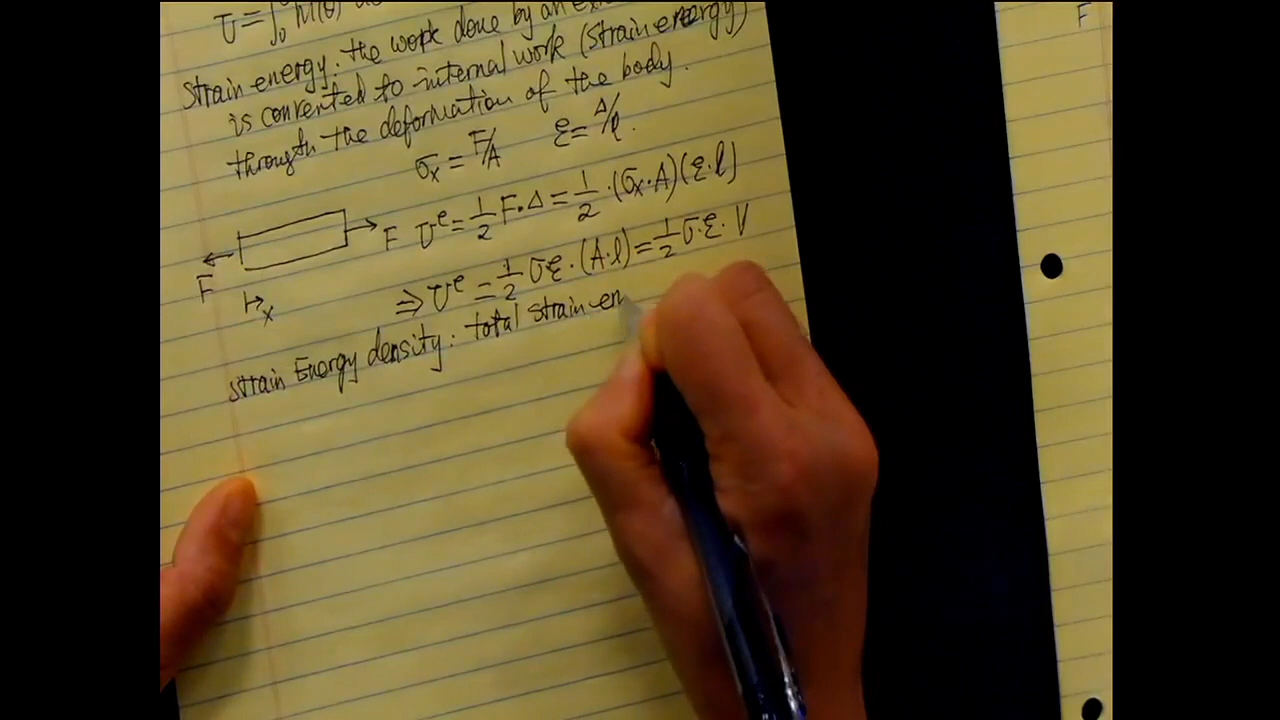 U = ∫₀ M(θ)
Strain energy: the work done by an
is converted to internal work (strain energy)
through the deformation of the body.
σx = F/A ε = Δ/l.
F Uᵉ = 1/2 F·Δ = 1/2 ·(σx·A)(ε·l)
F
x
⇒ Uᵉ = 1/2 σε·(A·l) = 1/2 σ·ε·V
strain Energy density: total strain en
F